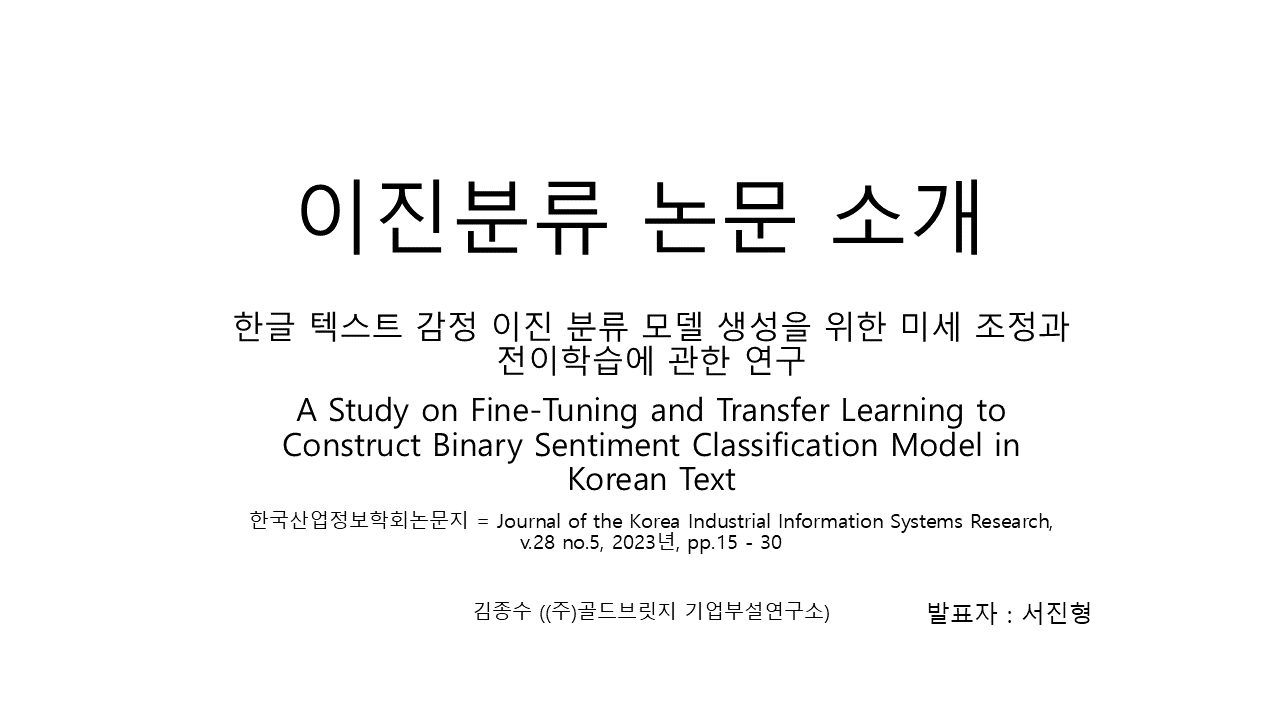 이진분류 논문 소개
한글 텍스트 감정 이진 분류 모델 생성을 위한 미세 조정과
전이학습에 관한 연구
A Study on Fine-Tuning and Transfer Learning to
Construct Binary Sentiment Classification Model in
Korean Text
한국산업정보학회논문지 = Journal of the Korea Industrial Information Systems Research,
v.28 no.5, 2023년, pp.15 - 30
김종수 ((주)골드브릿지 기업부설연구소)
발표자 : 서진형